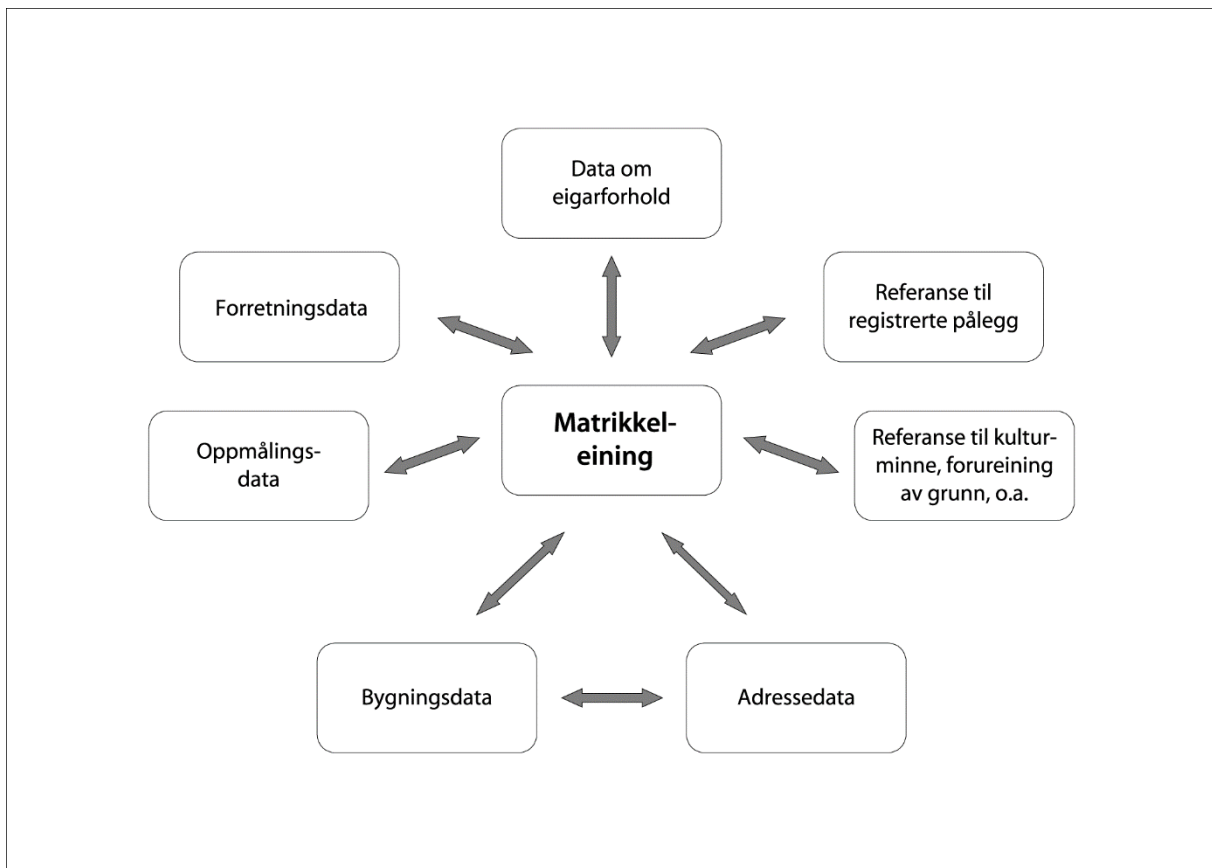 Data om
eigarforhold
Forretningsdata
Referanse til
registrerte pålegg
Matrikkel-
eining
Oppmålings-
data
Referanse til kultur-
minne, forureining
av grunn, o.a.
Bygningsdata
Adressedata